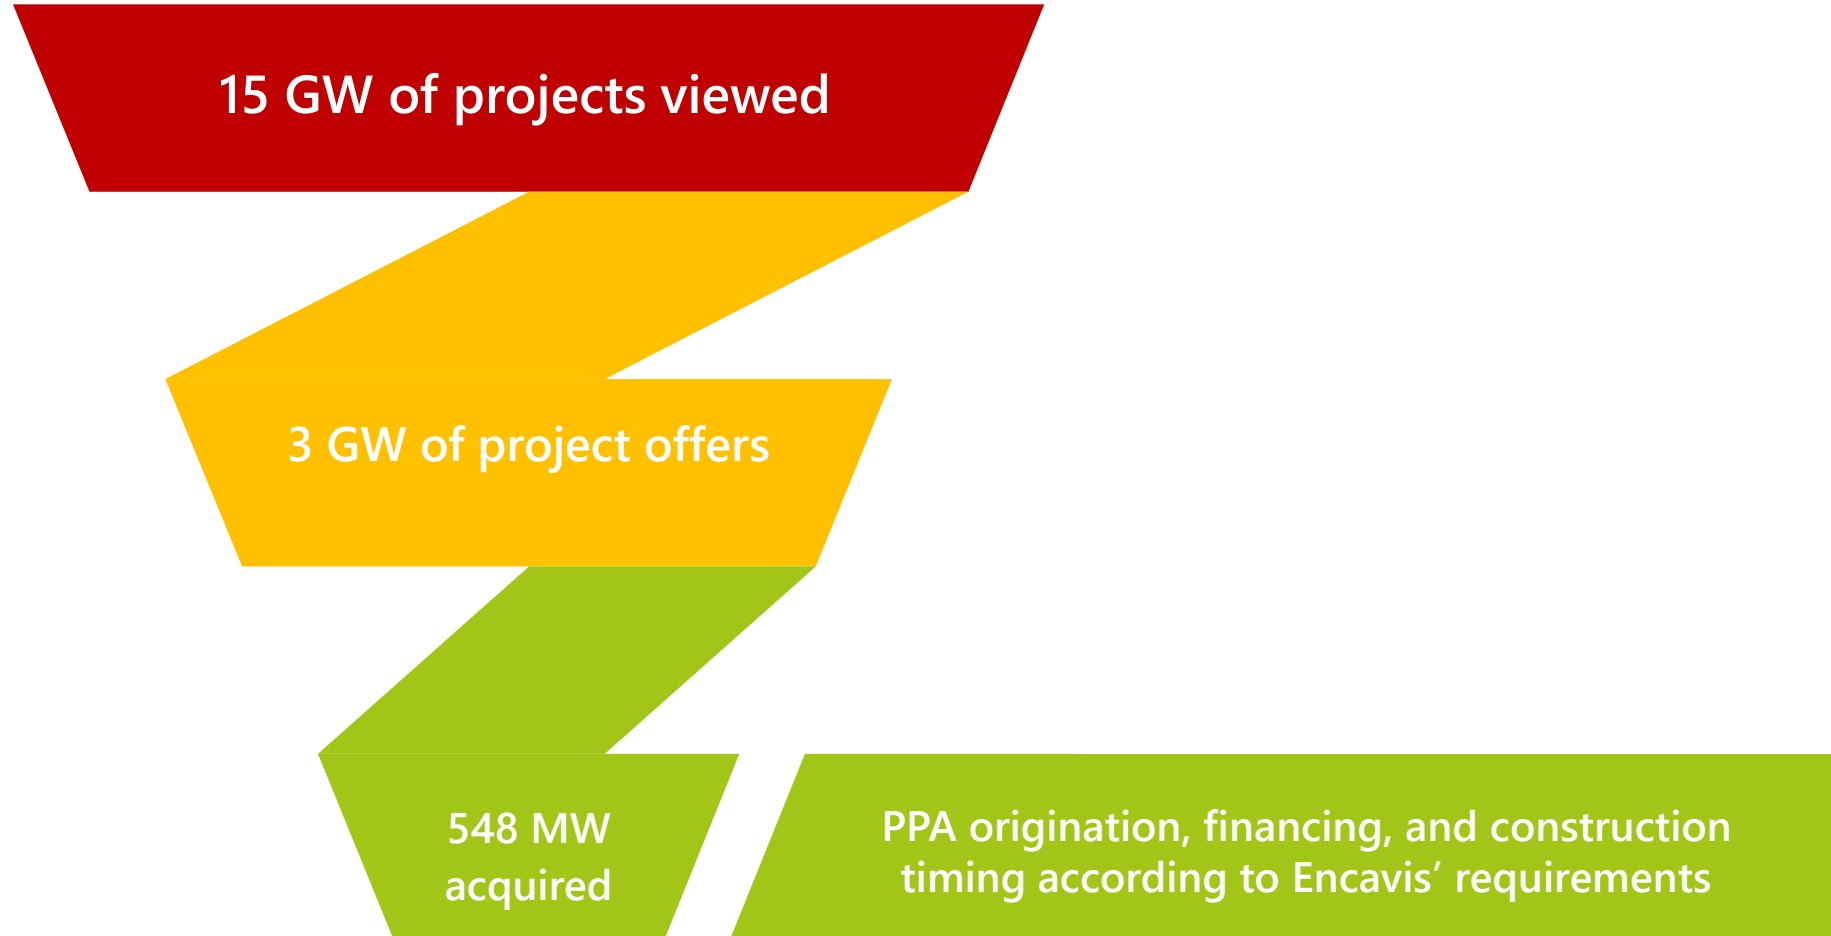 15 GW of projects viewed
3 GW of project offers
548 MW
acquired
PPA origination, financing, and construction
timing according to Encavis’ requirements